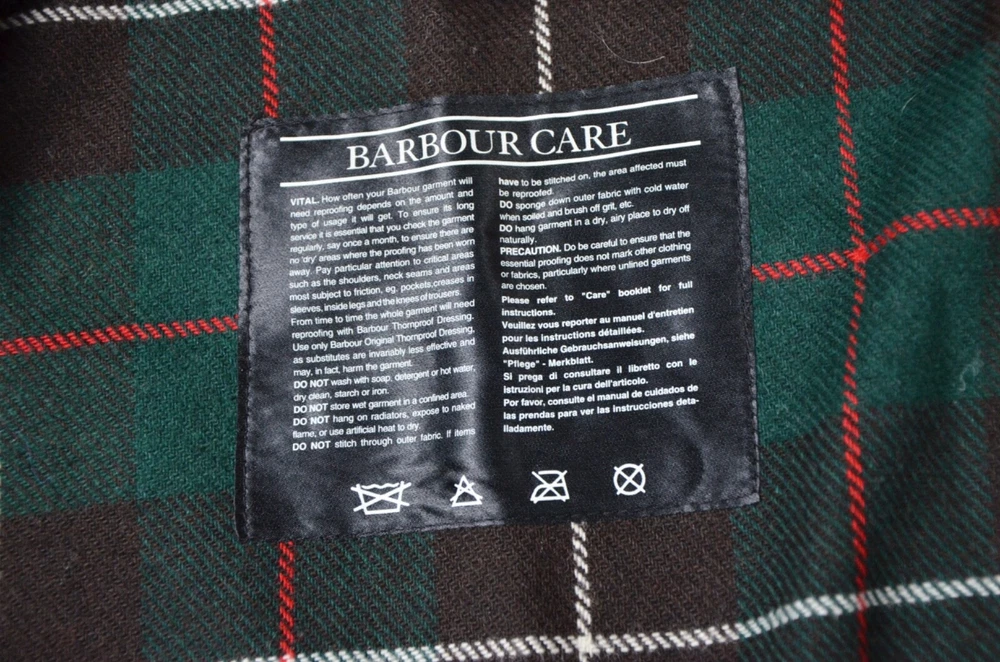 BARBOUR CARE
VITAL. How often your Barbour garment will
need reproofing depends on the amount and
type of usage it will get. To ensure its long
service it is essential that you check the garment
regularly, say once a month, to ensure there are
no 'dry' areas where the proofing has been worn
away. Pay particular attention to critical areas
such as the shoulders, neck seams and areas
most subject to friction, eg. pockets,creases in
sleeves, inside legs and the knees of trousers.
From time to time the whole garment will need
reproofing with Barbour Thornproof Dressing.
Use only Barbour Original Thornproof Dressing,
as substitutes are invariably less effective and
may, in fact, harm the garment.
DO NOT wash with soap, detergent or hot water,
dry clean, starch or iron.
DO NOT store wet garment in a confined area.
DO NOT hang on radiators, expose to naked
flame, or use artificial heat to dry.
DO NOT stitch through outer fabric. If items
have to be stitched on, the area affected must
be reproofed.
DO sponge down outer fabric with cold water
when soiled and brush off grit, etc.
DO hang garment in a dry, airy place to dry off
naturally.
PRECAUTION. Do be careful to ensure that the
essential proofing does not mark other clothing
or fabrics, particularly where unlined garments
are chosen.
Please refer to "Care" booklet for full
instructions.
Veuillez vous reporter au manuel d'entretien
pour les instructions détaillées.
Ausführliche Gebrauchsanweisungen, siehe
"Pflege" - Merkblatt.
Si prega di consultare il libretto con le
istruzioni per la cura dell'articolo.
Por favor, consulte el manual de cuidados de
las prendas para ver las instrucciones deta-
lladamente.